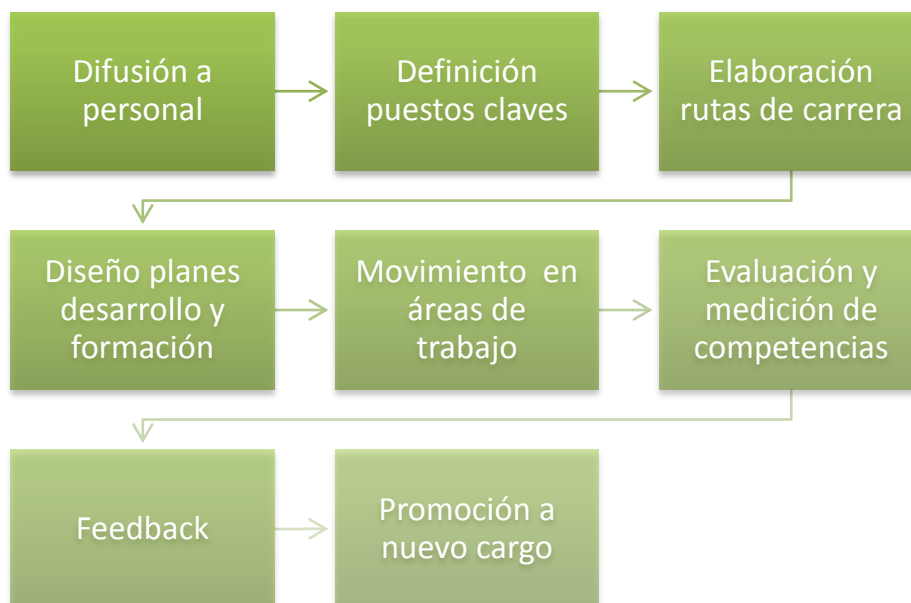 Difusión a
personal
Definición
puestos claves
Elaboración
rutas de carrera
Diseño planes
desarrollo y
formación
Movimiento en
áreas de
trabajo
Evaluación y
medición de
competencias
Feedback
Promoción a
nuevo cargo